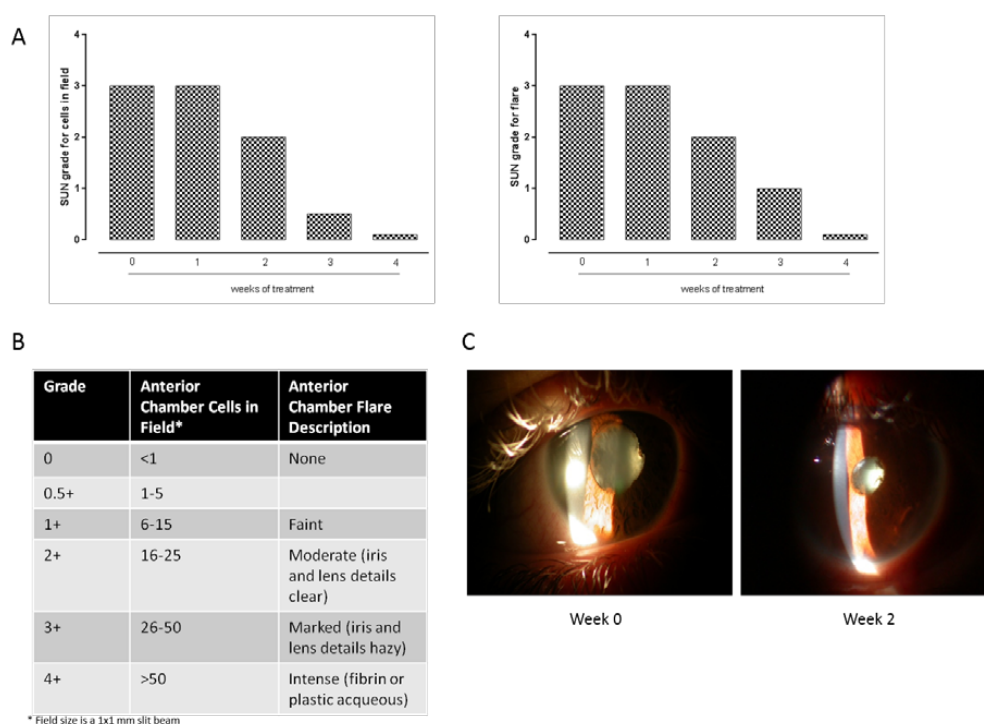 A
SUN grade for cells in field
4
3
2
1
0
0 1 2 3 4
weeks of treatment
SUN grade for flare
4
3
2
1
0
0 1 2 3 4
weeks of treatment
B
Grade Anterior Anterior
Chamber Cells in Chamber Flare
Field* Description
0 <1 None
0.5+ 1-5
1+ 6-15 Faint
2+ 16-25 Moderate (iris
and lens details
clear)
3+ 26-50 Marked (iris and
lens details hazy)
4+ >50 Intense (fibrin or
plastic acqueous)
* Field size is a 1x1 mm slit beam
C
Week 0 Week 2